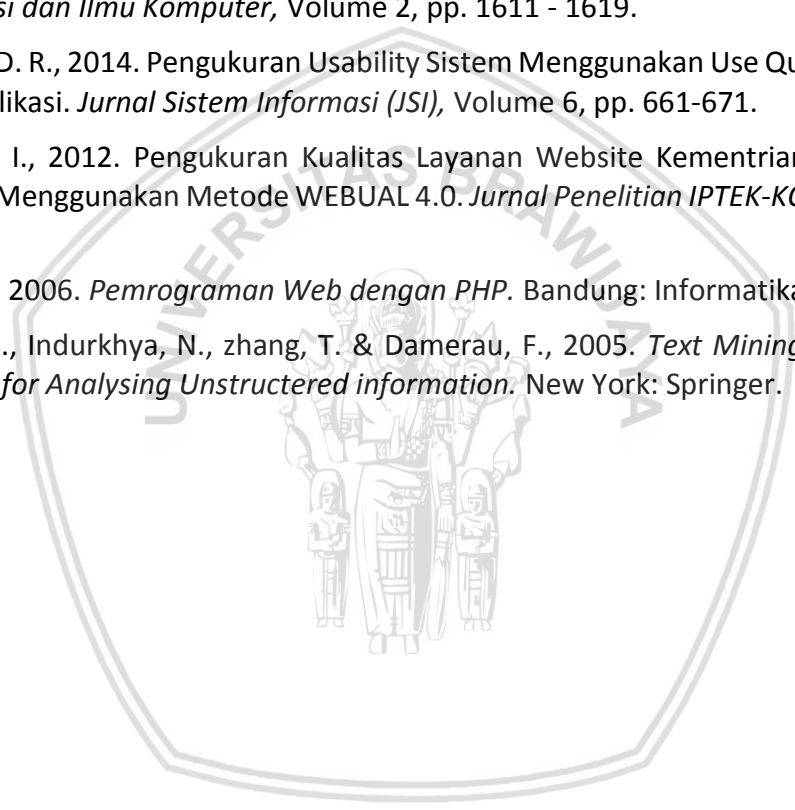 si dan Ilmu Komputer, Volume 2, pp. 1611 - 1619.
D. R., 2014. Pengukuran Usability Sistem Menggunakan Use Qu
likasi. Jurnal Sistem Informasi (JSI), Volume 6, pp. 661-671.
I., 2012. Pengukuran Kualitas Layanan Website Kementrian
Menggunakan Metode WEBUAL 4.0. Jurnal Penelitian IPTEK-KO
2006. Pemrograman Web dengan PHP. Bandung: Informatika
., Indurkhya, N., zhang, T. & Damerau, F., 2005. Text Mining
for Analysing Unstructered information. New York: Springer.
UNIVERSITAS BRAWIJAYA